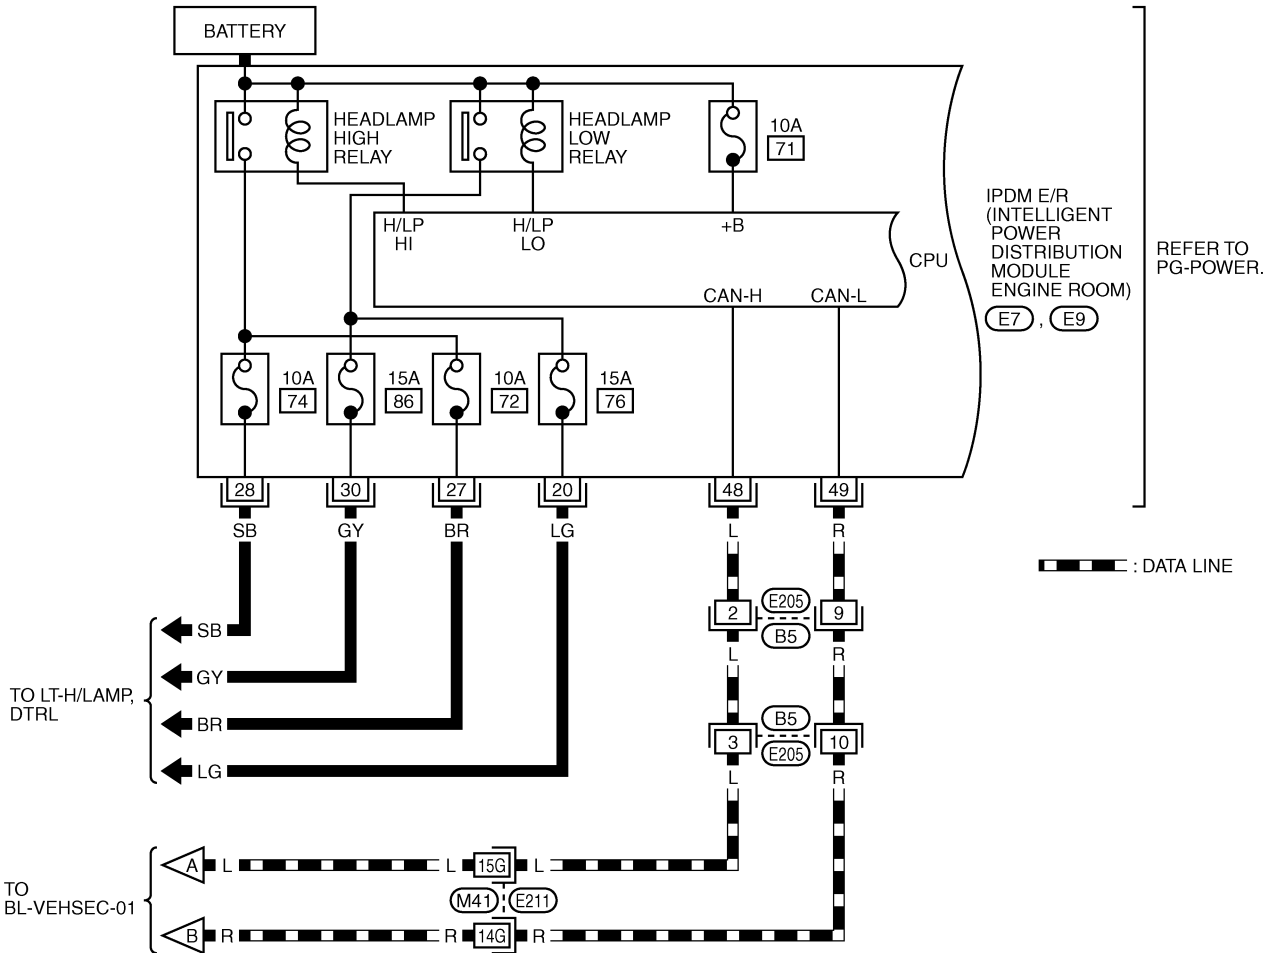 BATTERY
HEADLAMP
HIGH
RELAY
HEADLAMP
LOW
RELAY
10A
71
H/LP
HI
H/LP
LO
+B
CPU
CAN-H
CAN-L
IPDM E/R
(INTELLIGENT
POWER
DISTRIBUTION
MODULE
ENGINE ROOM)
E7 , E9
REFER TO
PG-POWER.
10A
74
15A
86
10A
72
15A
76
28
30
27
20
48
49
SB
GY
BR
LG
L
R
: DATA LINE
2
E205
9
B5
L
R
SB
GY
BR
LG
TO LT-H/LAMP,
DTRL
B5
3
10
E205
L
R
A
L
L
15G
L
TO
BL-VEHSEC-01
M41
E211
B
R
R
14G
R